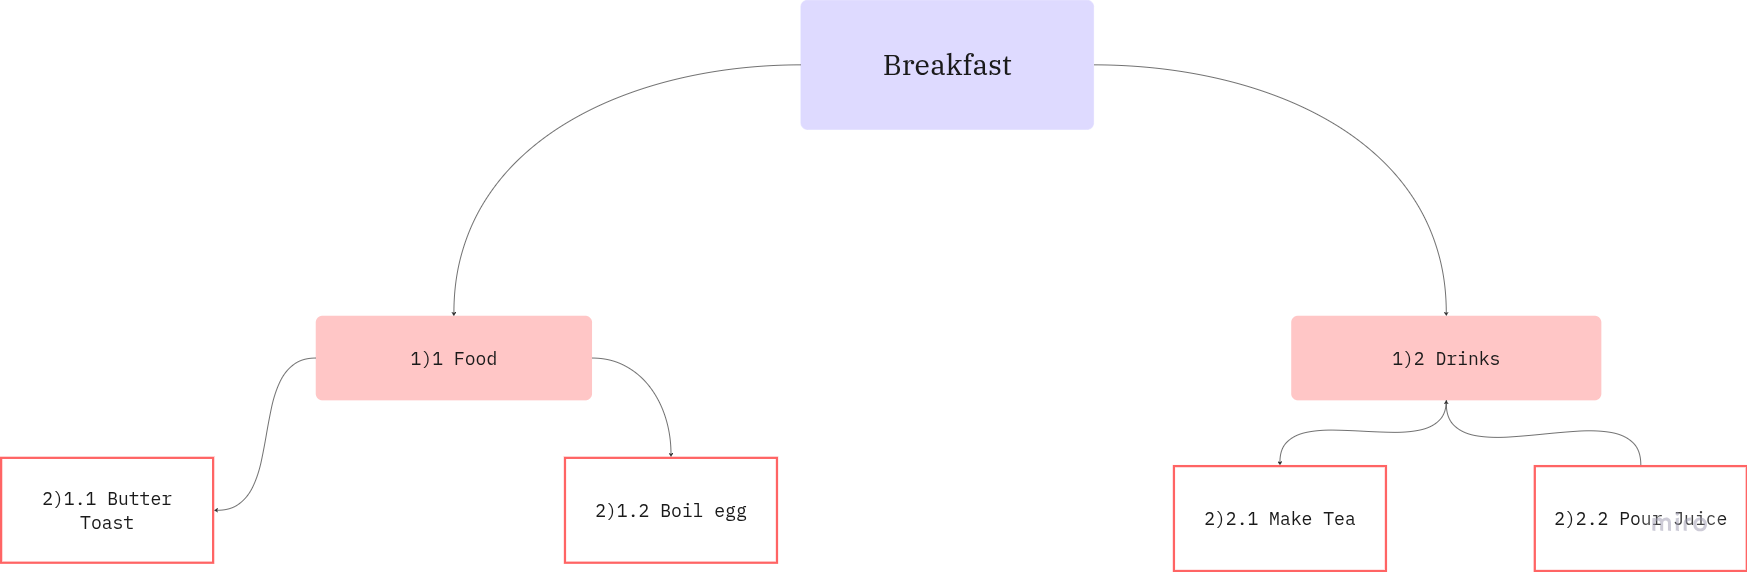 Breakfast
1)1 Food
1)2 Drinks
2)1.1 Butter
Toast
2)1.2 Boil egg
2)2.1 Make Tea
2)2.2 Pour Juice
miro